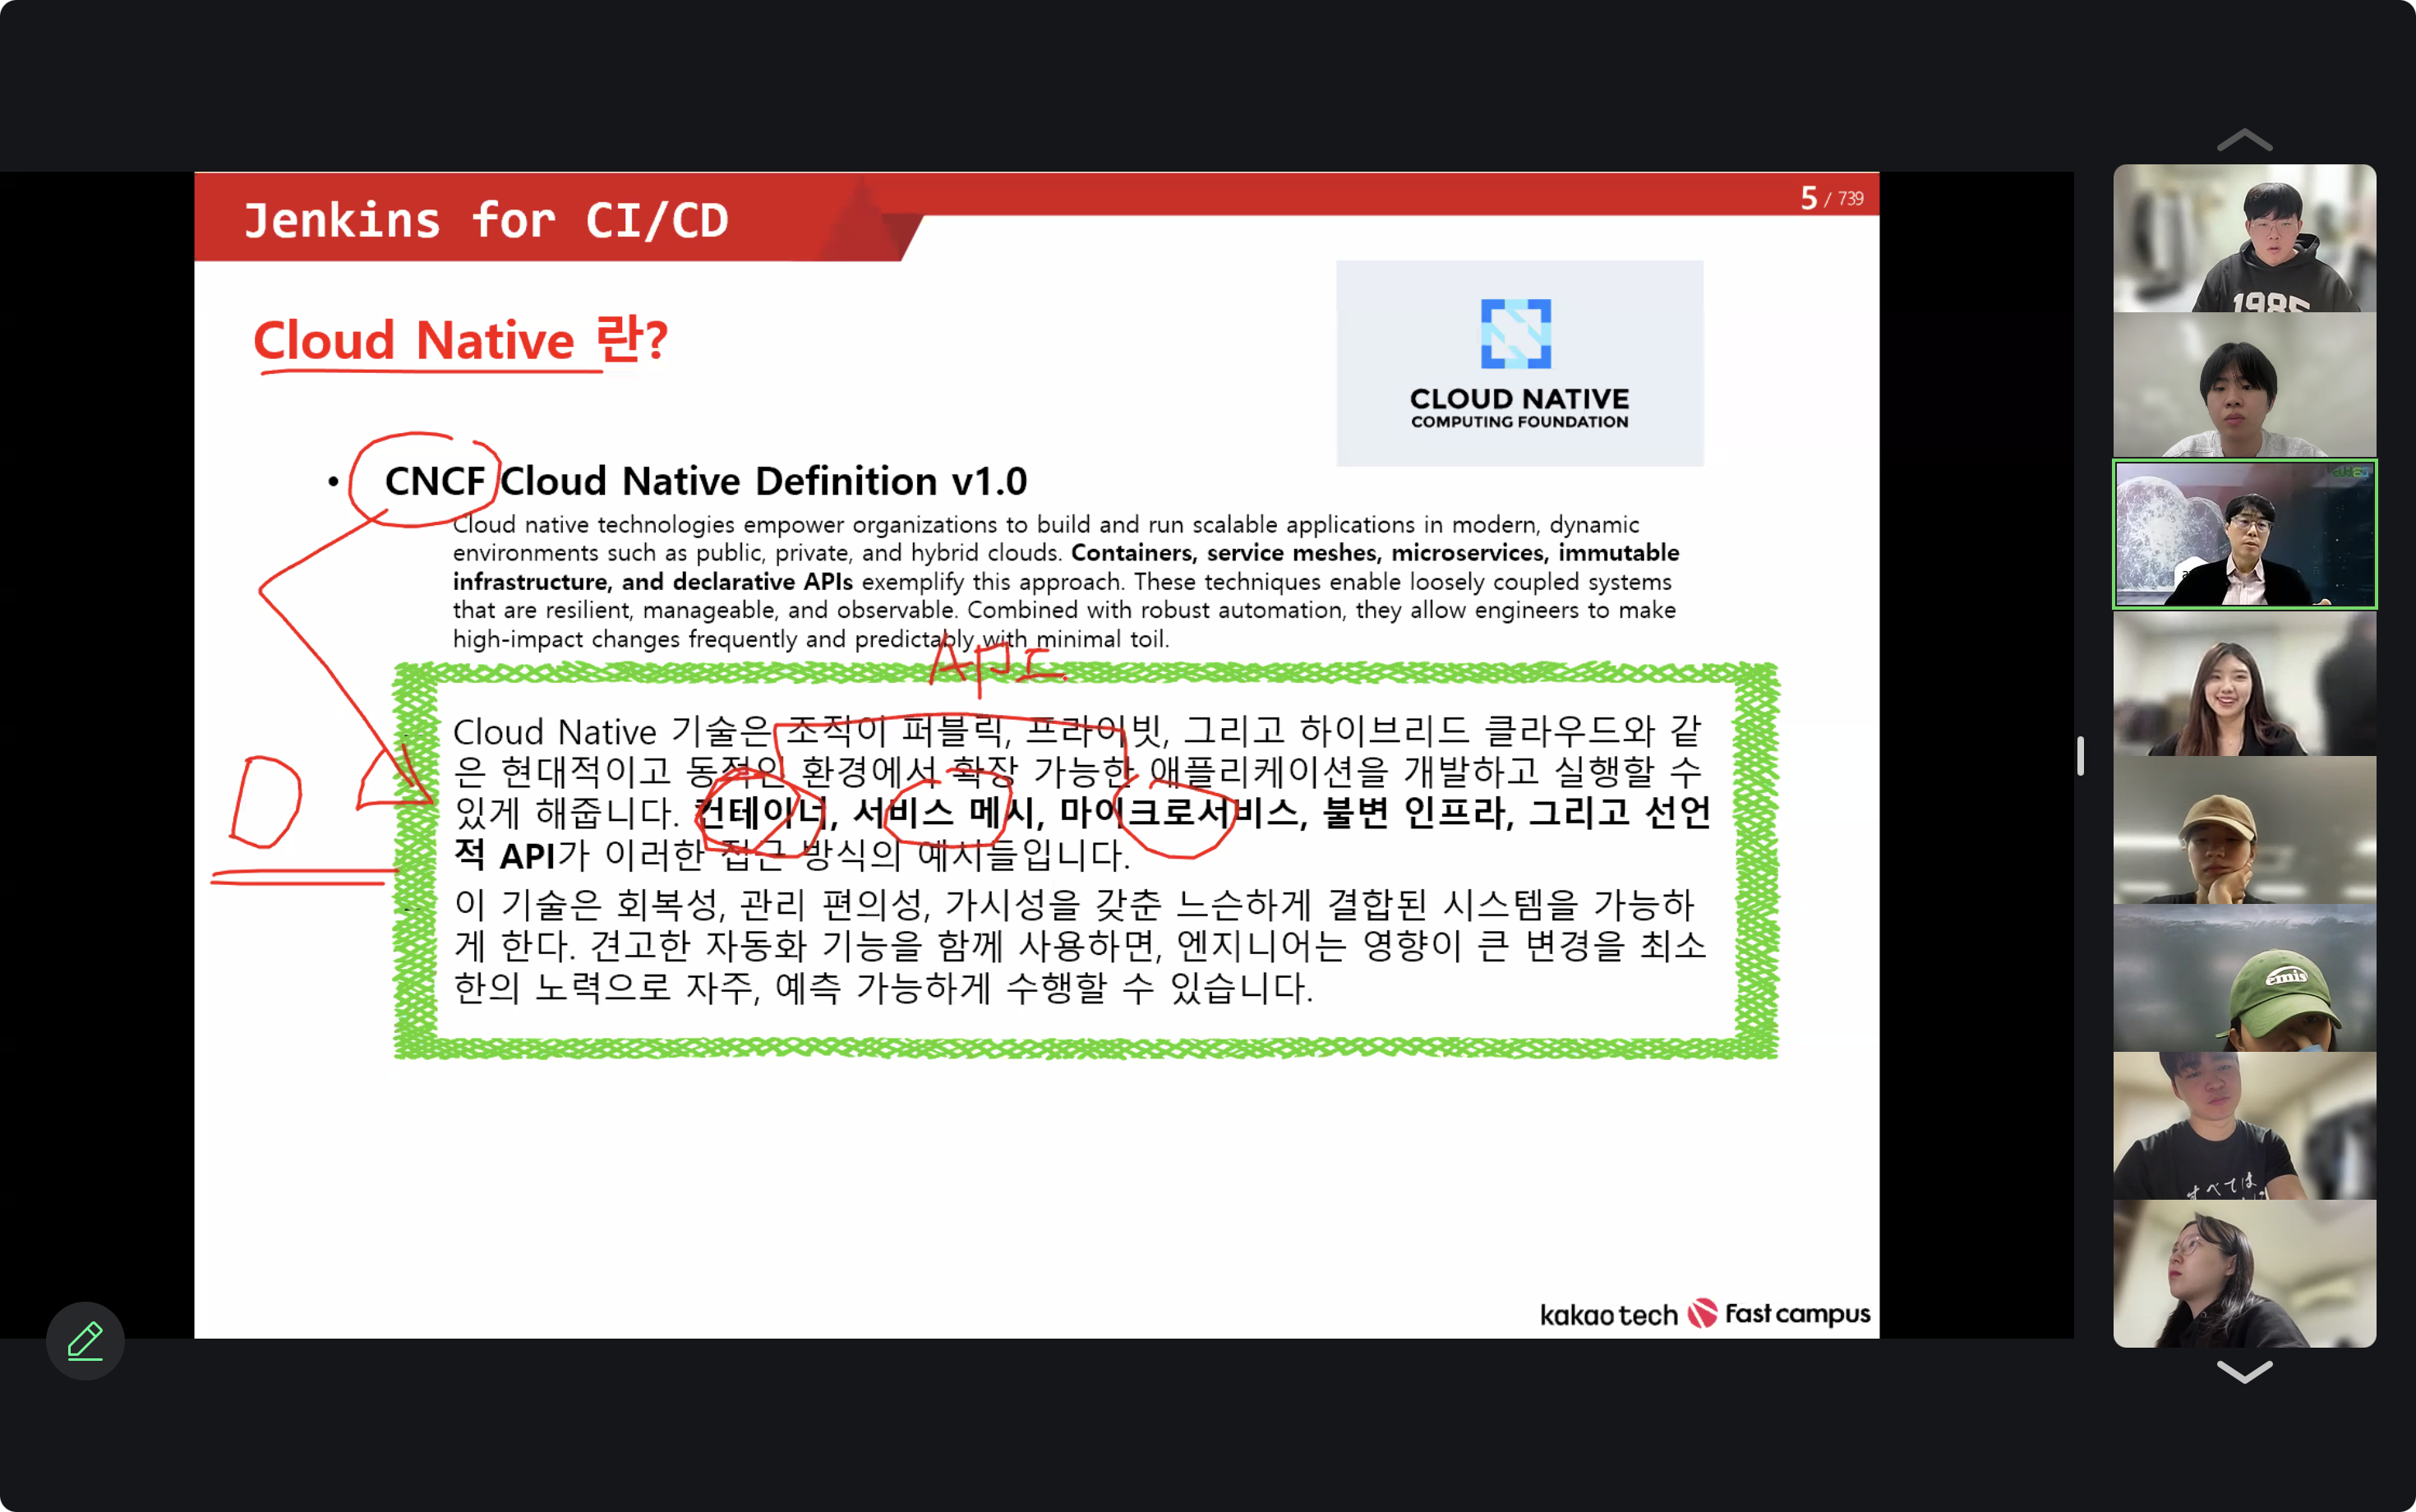 Jenkins for CI/CD
5 / 739
Cloud Native 란?
CLOUD NATIVE
COMPUTING FOUNDATION
• CNCF Cloud Native Definition v1.0
Cloud native technologies empower organizations to build and run scalable applications in modern, dynamic
environments such as public, private, and hybrid clouds. Containers, service meshes, microservices, immutable
infrastructure, and declarative APIs exemplify this approach. These techniques enable loosely coupled systems
that are resilient, manageable, and observable. Combined with robust automation, they allow engineers to make
high-impact changes frequently and predictably with minimal toil.
API
Cloud Native 기술은 조직이 퍼블릭, 프라이빗, 그리고 하이브리드 클라우드와 같
은 현대적이고 동적인 환경에서 확장 가능한 애플리케이션을 개발하고 실행할 수
있게 해줍니다. 컨테이너, 서비스 메시, 마이크로서비스, 불변 인프라, 그리고 선언
적 API가 이러한 접근 방식의 예시들입니다.
이 기술은 회복성, 관리 편의성, 가시성을 갖춘 느슨하게 결합된 시스템을 가능하
게 한다. 견고한 자동화 기능을 함께 사용하면, 엔지니어는 영향이 큰 변경을 최소
한의 노력으로 자주, 예측 가능하게 수행할 수 있습니다.
kakao tech Fast campus
1985
emis
すべては